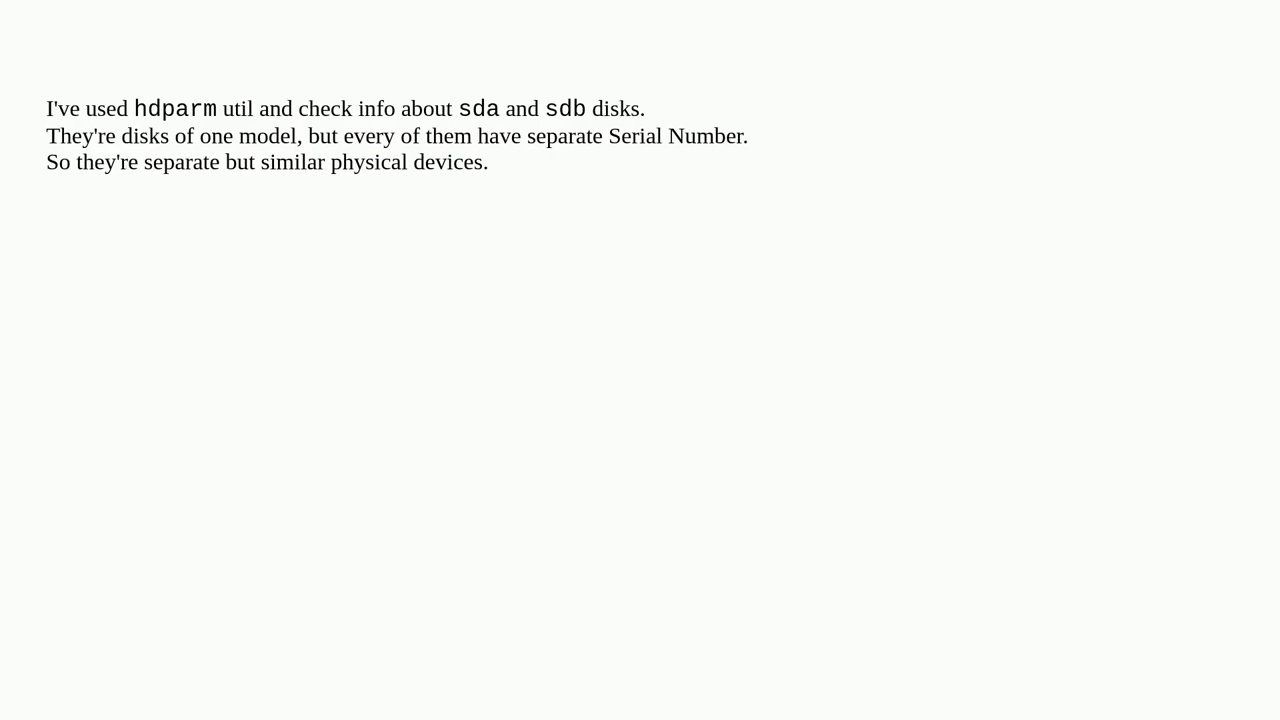 I've used hdparm util and check info about sda and sdb disks.
They're disks of one model, but every of them have separate Serial Number.
So they're separate but similar physical devices.